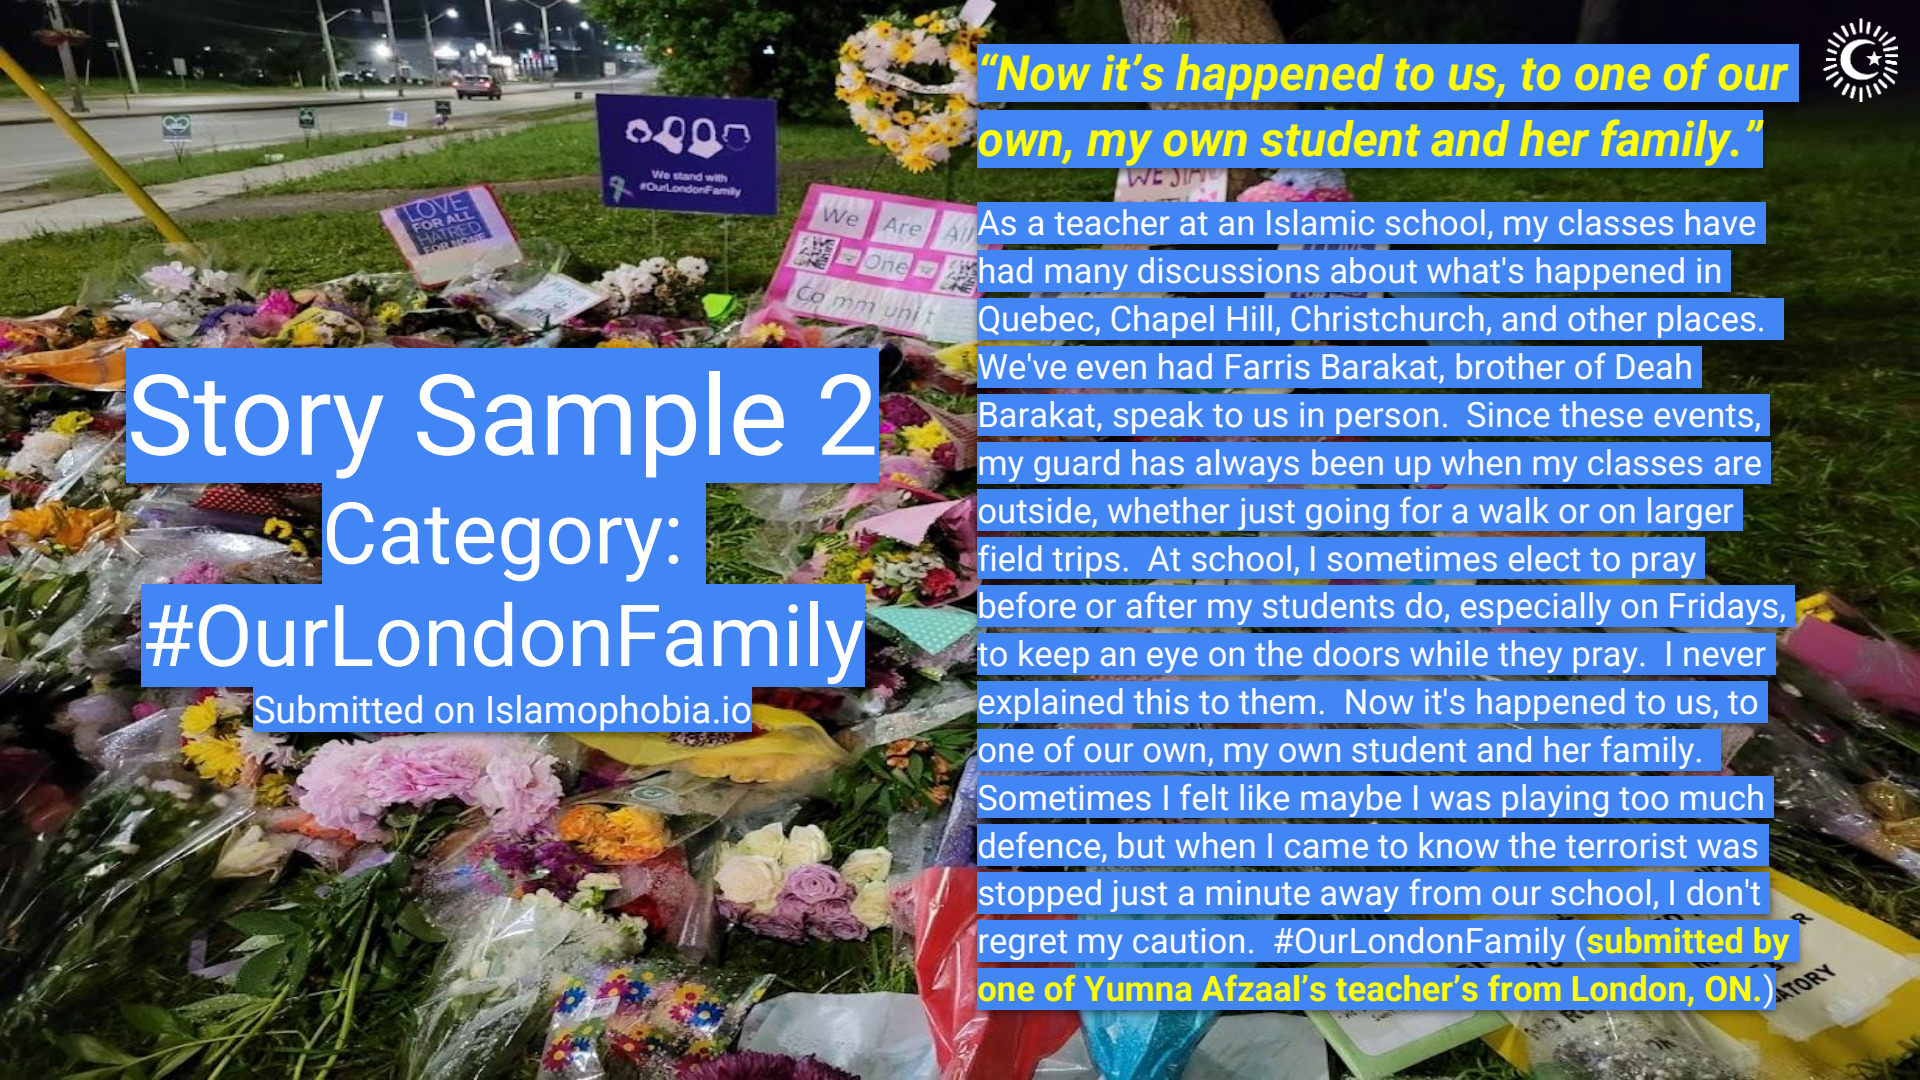 Story Sample 2
Category:
#OurLondonFamily
Submitted on Islamophobia.io
“Now it’s happened to us, to one of our
own, my own student and her family.”
As a teacher at an Islamic school, my classes have
had many discussions about what's happened in
Quebec, Chapel Hill, Christchurch, and other places.
We've even had Farris Barakat, brother of Deah
Barakat, speak to us in person.  Since these events,
my guard has always been up when my classes are
outside, whether just going for a walk or on larger
field trips.  At school, I sometimes elect to pray
before or after my students do, especially on Fridays,
to keep an eye on the doors while they pray.  I never
explained this to them.  Now it's happened to us, to
one of our own, my own student and her family.
Sometimes I felt like maybe I was playing too much
defence, but when I came to know the terrorist was
stopped just a minute away from our school, I don't
regret my caution.  #OurLondonFamily (submitted by
one of Yumna Afzaal’s teacher’s from London, ON.)
We stand with
#OurLondonFamily
LOVE
FOR ALL
HATRED
FOR NONE
We Are All
One
Communit
WE STAN